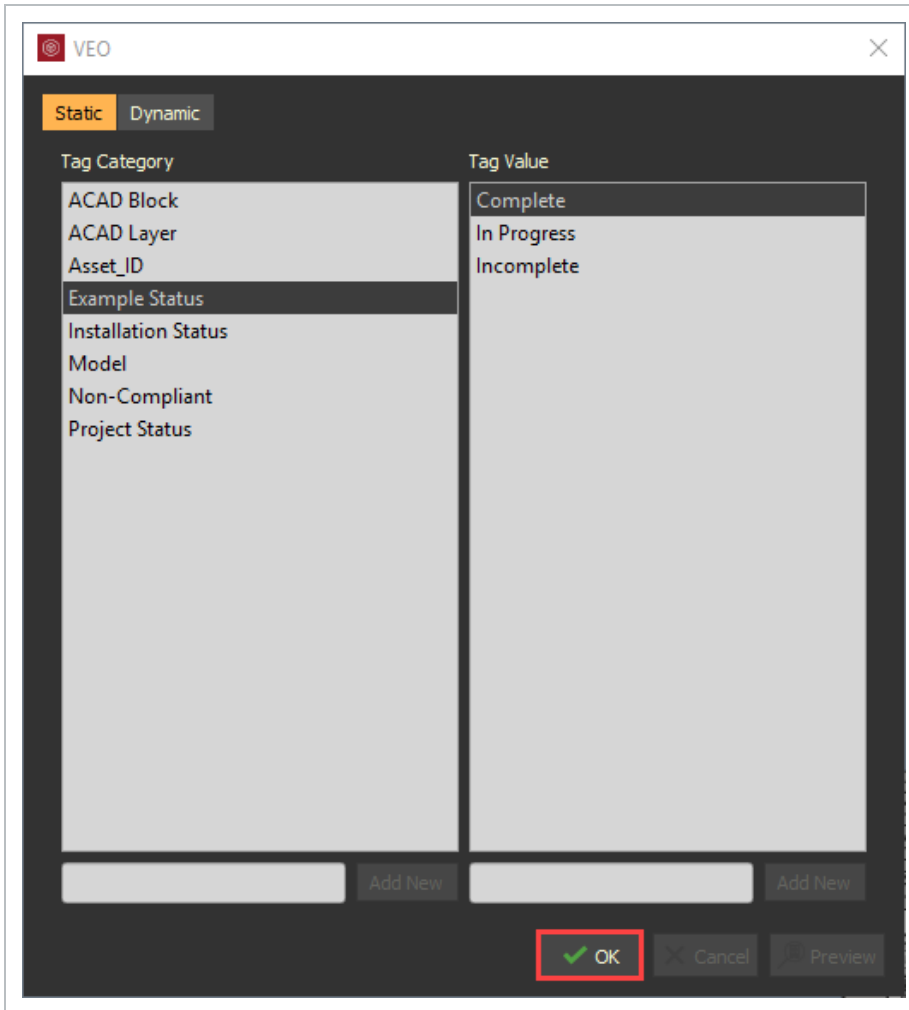 VEO
Static Dynamic
Tag Category
ACAD Block
ACAD Layer
Asset_ID
Example Status
Installation Status
Model
Non-Compliant
Project Status
Tag Value
Complete
In Progress
Incomplete
Add New
Add New
OK Cancel Preview